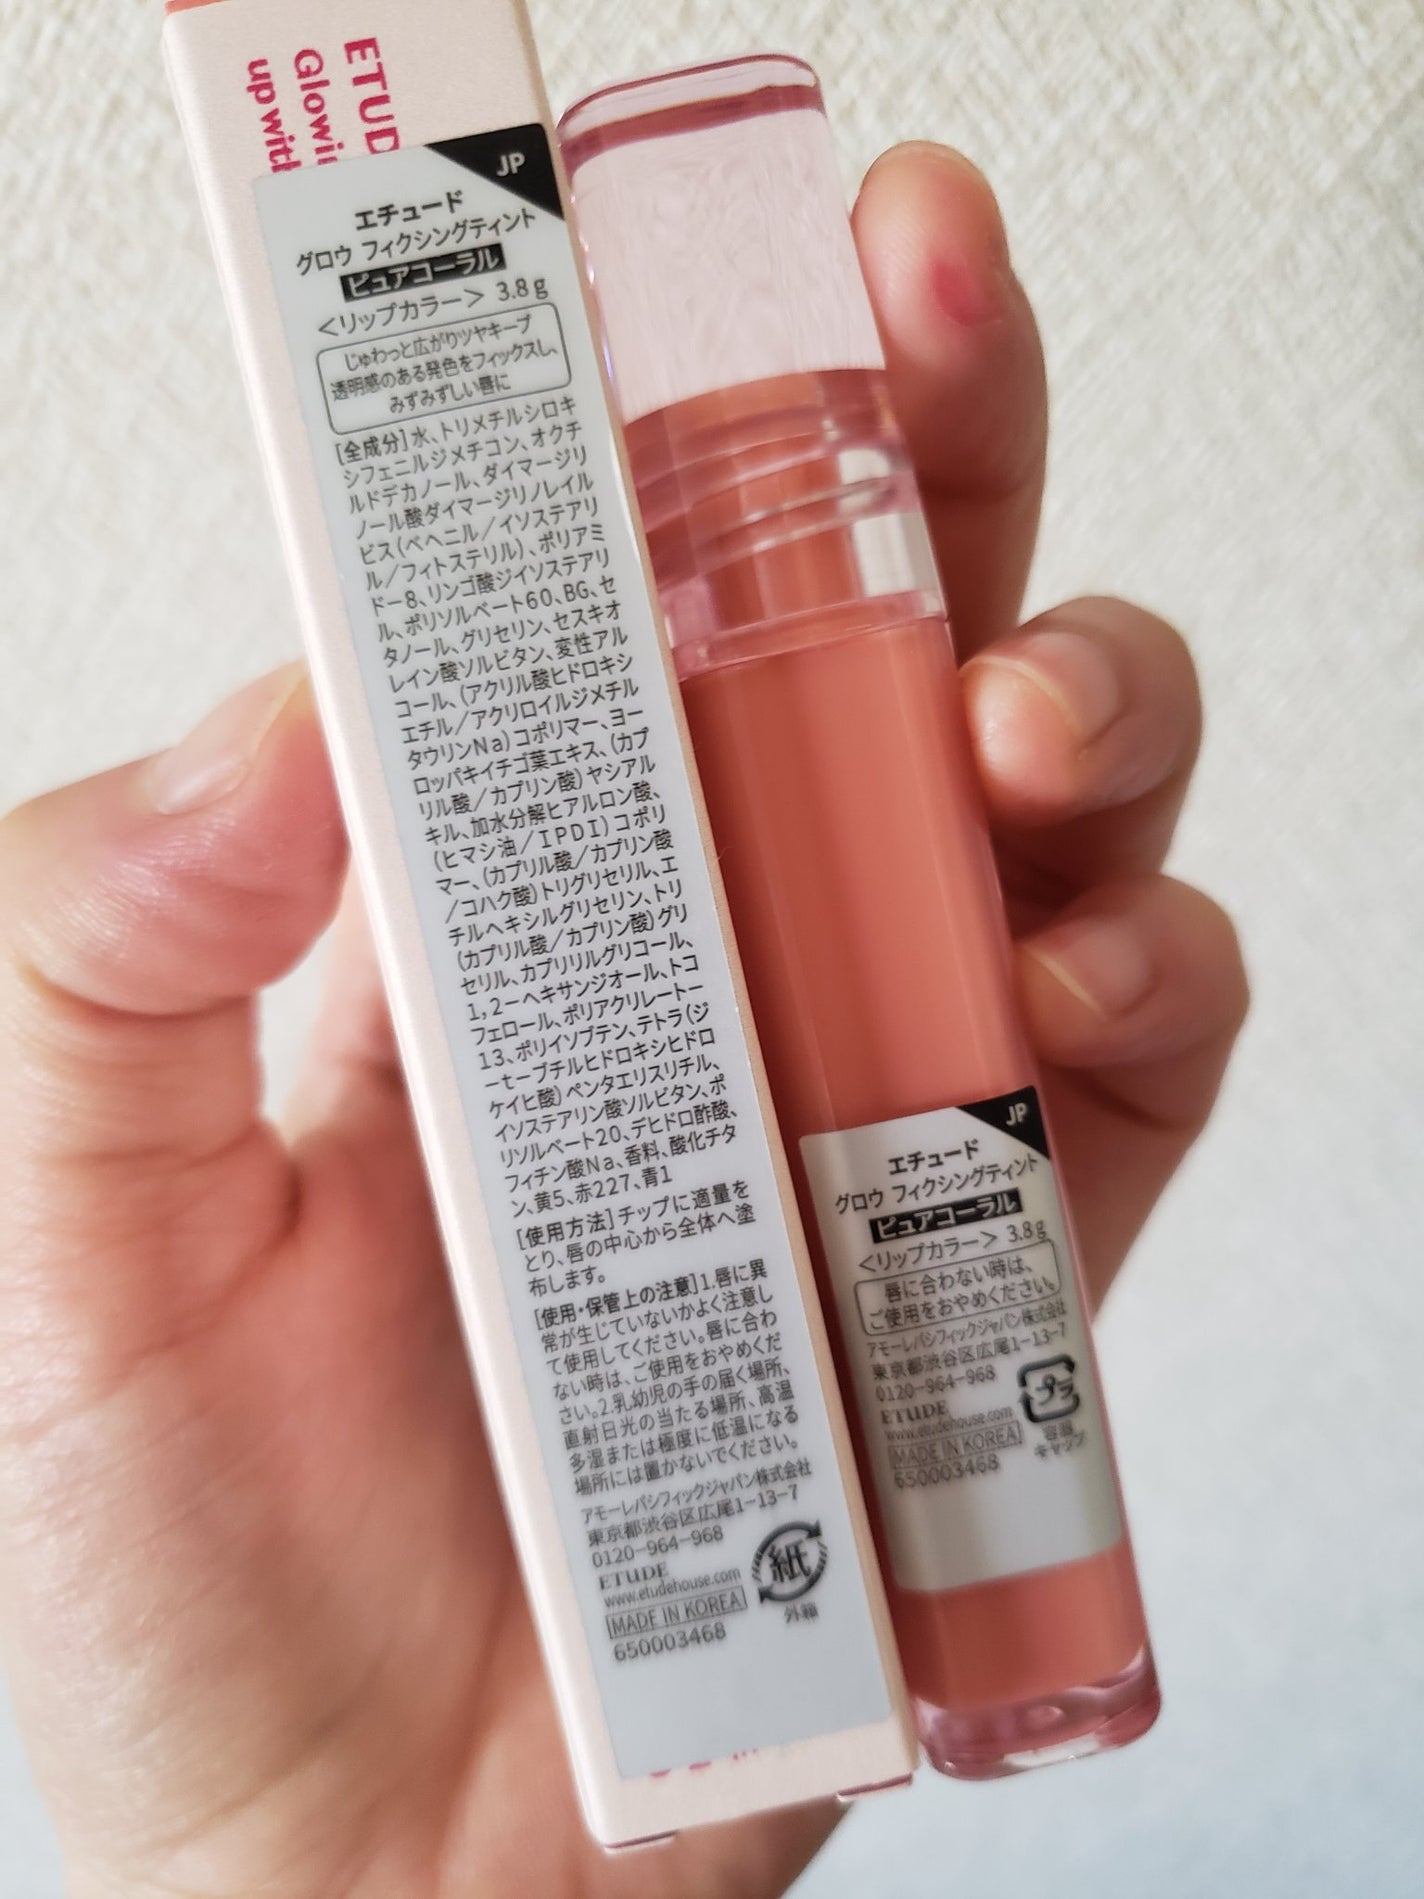 ETUD
Glowi
up with
JP
エチュード
グロウ フィクシングティント
ピュアコーラル
＜リップカラー＞ 3.8g
じゅわっと広がりツヤキープ
透明感のある発色をフィックスし、
みずみずしい唇に
[全成分]水、トリメチルシロキ
シフェニルジメチコン、オクチ
ルドデカノール、ダイマージリ
ノール酸ダイマージリノレイル
ビス(ベヘニル/イソステアリ
ル/フィトステリル)、ポリアミ
ド－8、リンゴ酸ジイソステアリ
ル、ポリソルベート60、BG、セ
タノール、グリセリン、セスキオ
レイン酸ソルビタン、変性アル
コール、(アクリル酸ヒドロキシ
エチル/アクリロイルジメチル
タウリンNa)コポリマー、ヨー
ロッパキイチゴ葉エキス、(カプ
リル酸/カプリン酸)ヤシアル
キル、加水分解ヒアルロン酸、
(ヒマシ油/IPDI)コポリ
マー、(カプリル酸/カプリン酸
/コハク酸)トリグリセリル、エ
チルヘキシルグリセリン、トリ
(カプリル酸/カプリン酸)グリ
セリル、カプリリルグリコール、
1,2－ヘキサンジオール、トコ
フェロール、ポリアクリレート－
13、ポリイソブテン、テトラ(ジ
－t－ブチルヒドロキシヒドロ
ケイヒ酸)ペンタエリスリチル、
イソステアリン酸ソルビタン、ポ
リソルベート20、デヒドロ酢酸、
フィチン酸Na、香料、酸化チタ
ン、黄5、赤227、青1
[使用方法]チップに適量を
とり、唇の中心から全体へ塗
布します。
[使用・保管上の注意]1.唇に異
常が生じていないかよく注意し
て使用してください。唇に合わ
ない時は、ご使用をおやめくだ
さい。2.乳幼児の手の届く場所、
直射日光の当たる場所、高温
多湿または極度に低温になる
場所には置かないでください。
アモーレパシフィックジャパン株式会社
東京都渋谷区広尾1-13-7
0120-964-968
ETUDE
www.etudehouse.com
MADE IN KOREA
650003468
紙
外箱
JP
エチュード
グロウ フィクシングティント
ピュアコーラル
＜リップカラー＞ 3.8g
唇に合わない時は、
ご使用をおやめください。
アモーレパシフィックジャパン株式会社
東京都渋谷区広尾1-13-7
0120-964-968
ETUDE
www.etudehouse.com
MADE IN KOREA
650003468
プラ
容器
キャップ